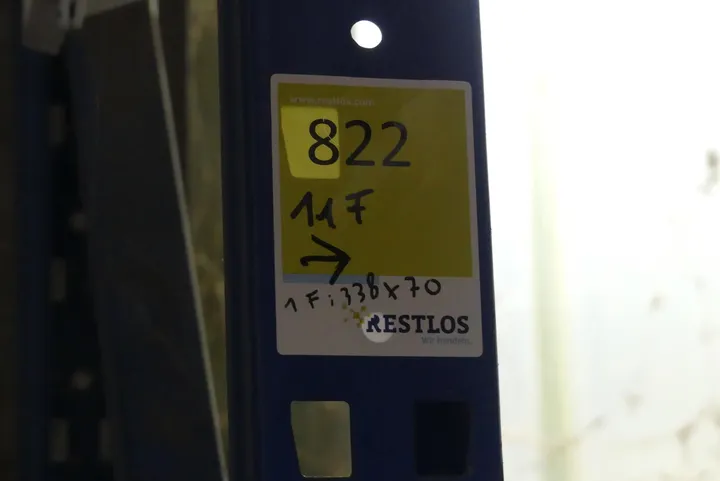 822
11F
→
1F: 338x70
RESTLOS